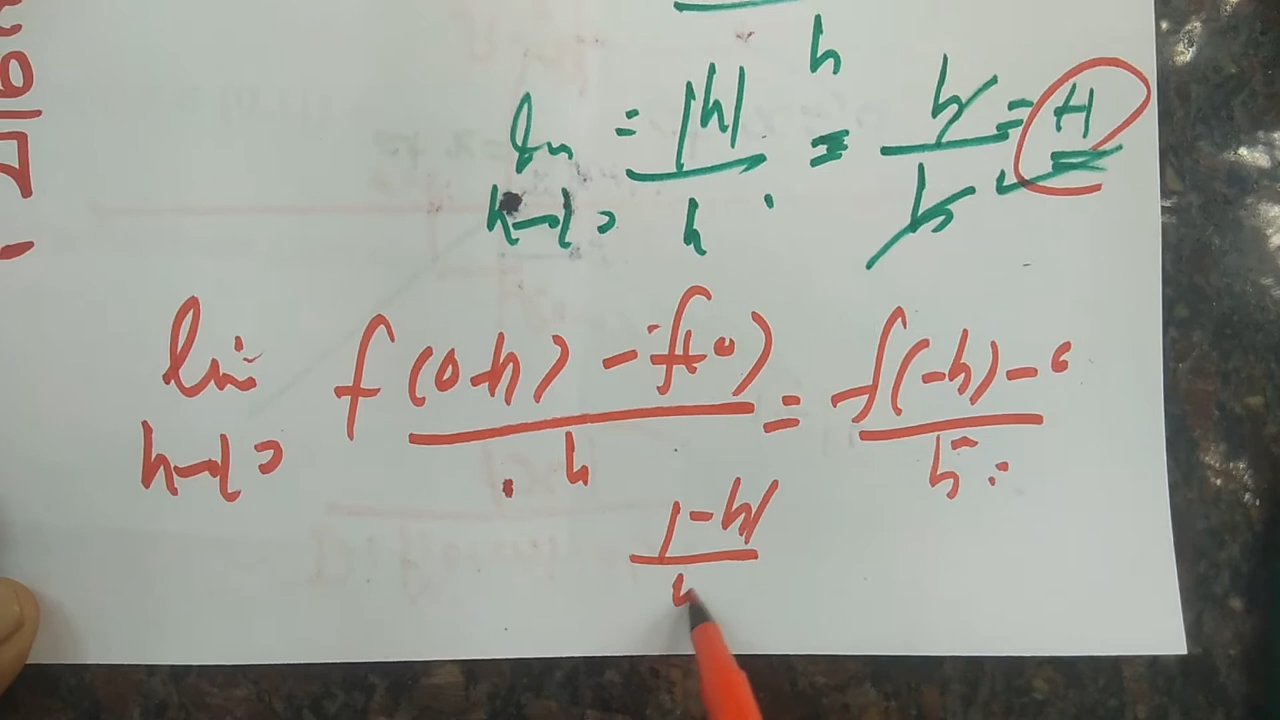 h
lim = |h| / h = h / h = +1
h→0
lim f(0-h) - f(0) / h = f(-h) - 0 / h
h→0
|-h| / h